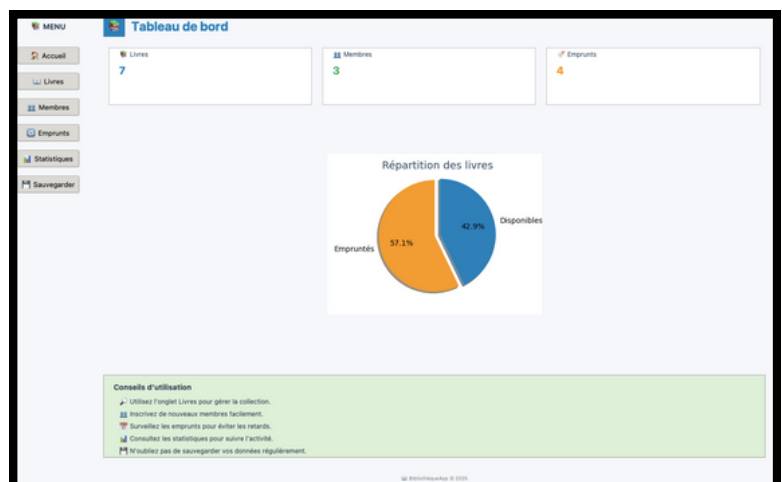 MENU
Tableau de bord
Accueil
Livres
Membres
Emprunts
Statistiques
Sauvegarder
Livres
7
Membres
3
Emprunts
4
Répartition des livres
Disponibles
42.9%
57.1%
Empruntés
Conseils d'utilisation
Utilisez l'onglet Livres pour gérer la collection.
Inscrivez de nouveaux membres facilement.
Surveillez les emprunts pour éviter les retards.
Consultez les statistiques pour suivre l'activité.
N'oubliez pas de sauvegarder vos données régulièrement.
BibliothèqueApp © 2025